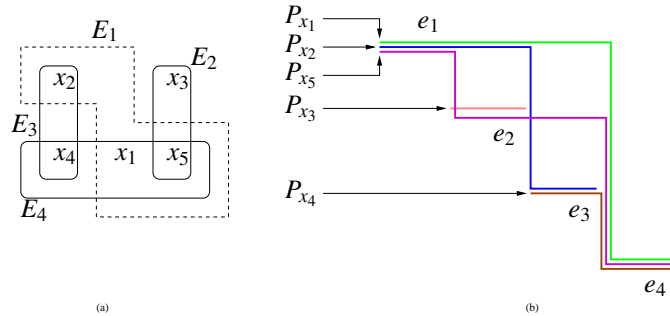 E₁
x₂ x₃ E₂
E₃
x₄ x₁ x₅
E₄
(a)
Pₓ₁ e₁
Pₓ₂
Pₓ₅
Pₓ₃
e₂
Pₓ₄
e₃
e₄
(b)